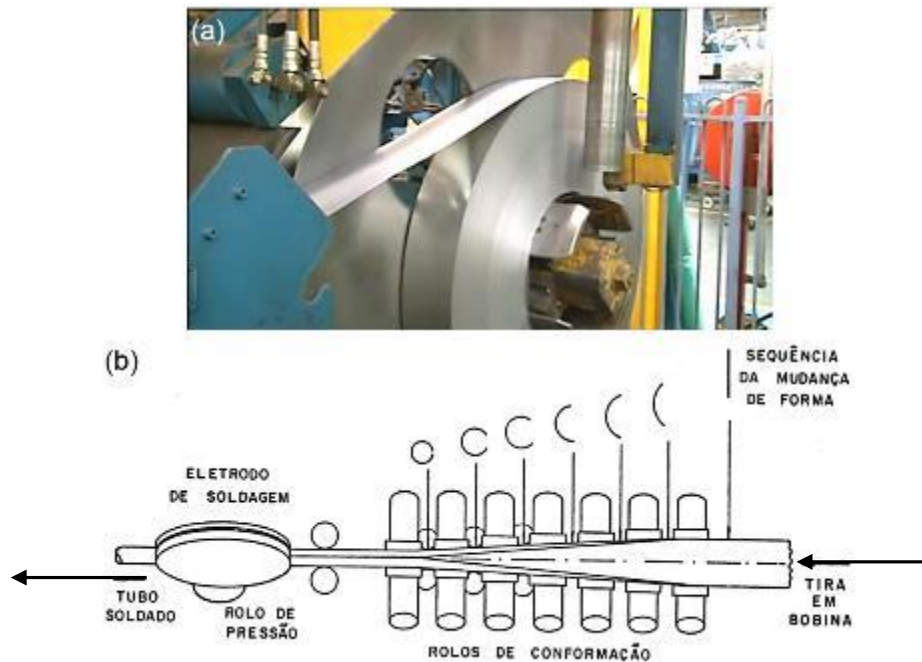 (a)
(b)
SEQUÊNCIA
DA MUDANÇA
DE FORMA
ELETRODO
DE SOLDAGEM
TUBO
SOLDADO
ROLO DE
PRESSÃO
ROLOS DE CONFORMAÇÃO
TIRA
EM
BOBINA